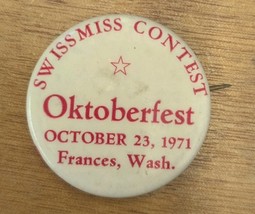 SWISSMISS CONTEST
Oktoberfest
OCTOBER 23, 1971
Frances, Wash.